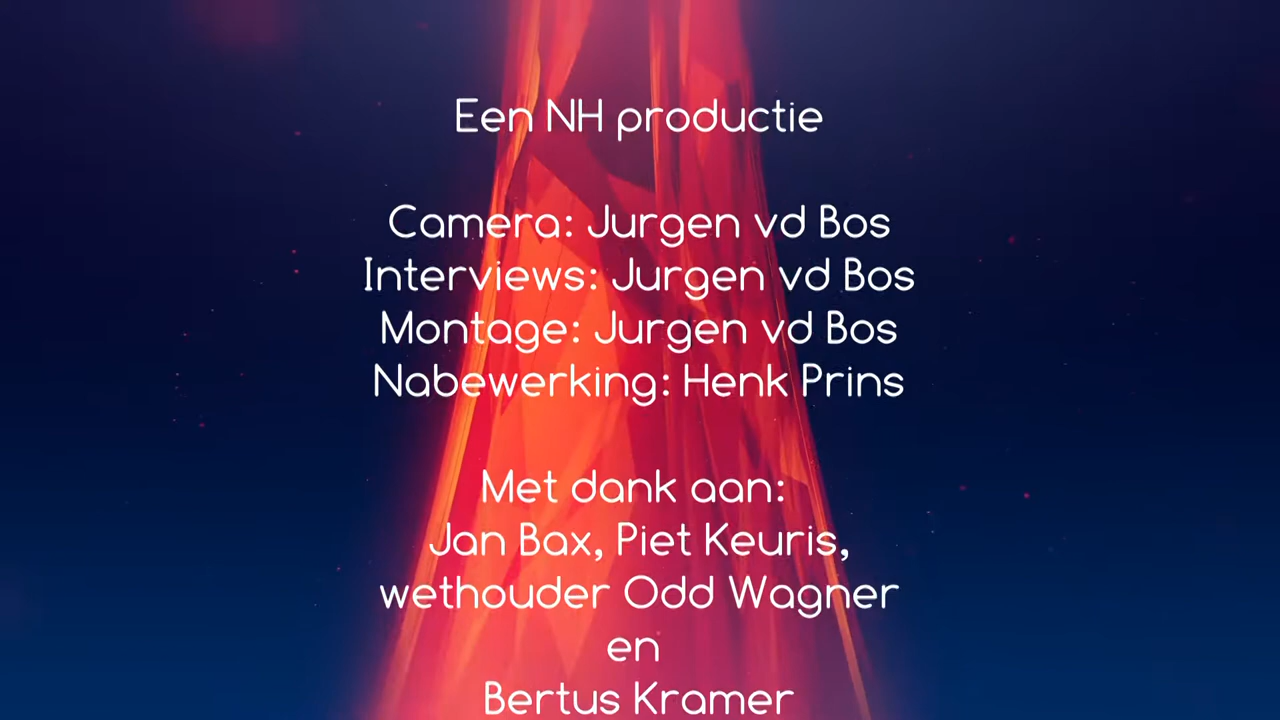 Een NH productie
Camera: Jurgen vd Bos
Interviews: Jurgen vd Bos
Montage: Jurgen vd Bos
Nabewerking: Henk Prins
Met dank aan:
Jan Bax, Piet Keuris,
wethouder Odd Wagner
en
Bertus Kramer